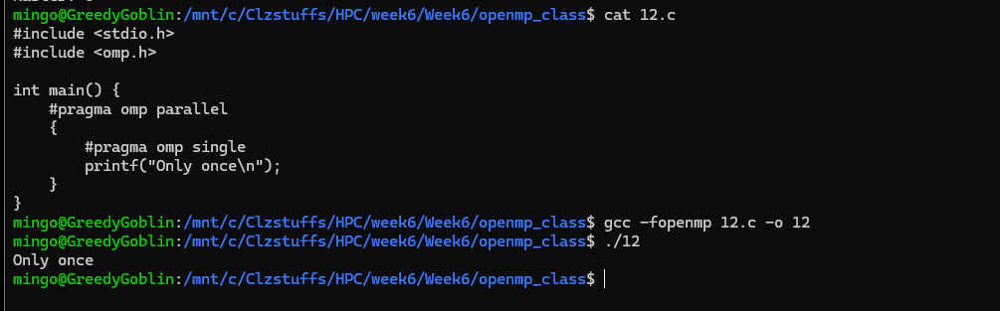 mingo@GreedyGoblin:/mnt/c/Clzstuffs/HPC/week6/Week6/openmp_class$ cat 12.c
#include <stdio.h>
#include <omp.h>
int main() {
    #pragma omp parallel
    {
        #pragma omp single
        printf("Only once\n");
    }
}
mingo@GreedyGoblin:/mnt/c/Clzstuffs/HPC/week6/Week6/openmp_class$ gcc -fopenmp 12.c -o 12
mingo@GreedyGoblin:/mnt/c/Clzstuffs/HPC/week6/Week6/openmp_class$ ./12
Only once
mingo@GreedyGoblin:/mnt/c/Clzstuffs/HPC/week6/Week6/openmp_class$